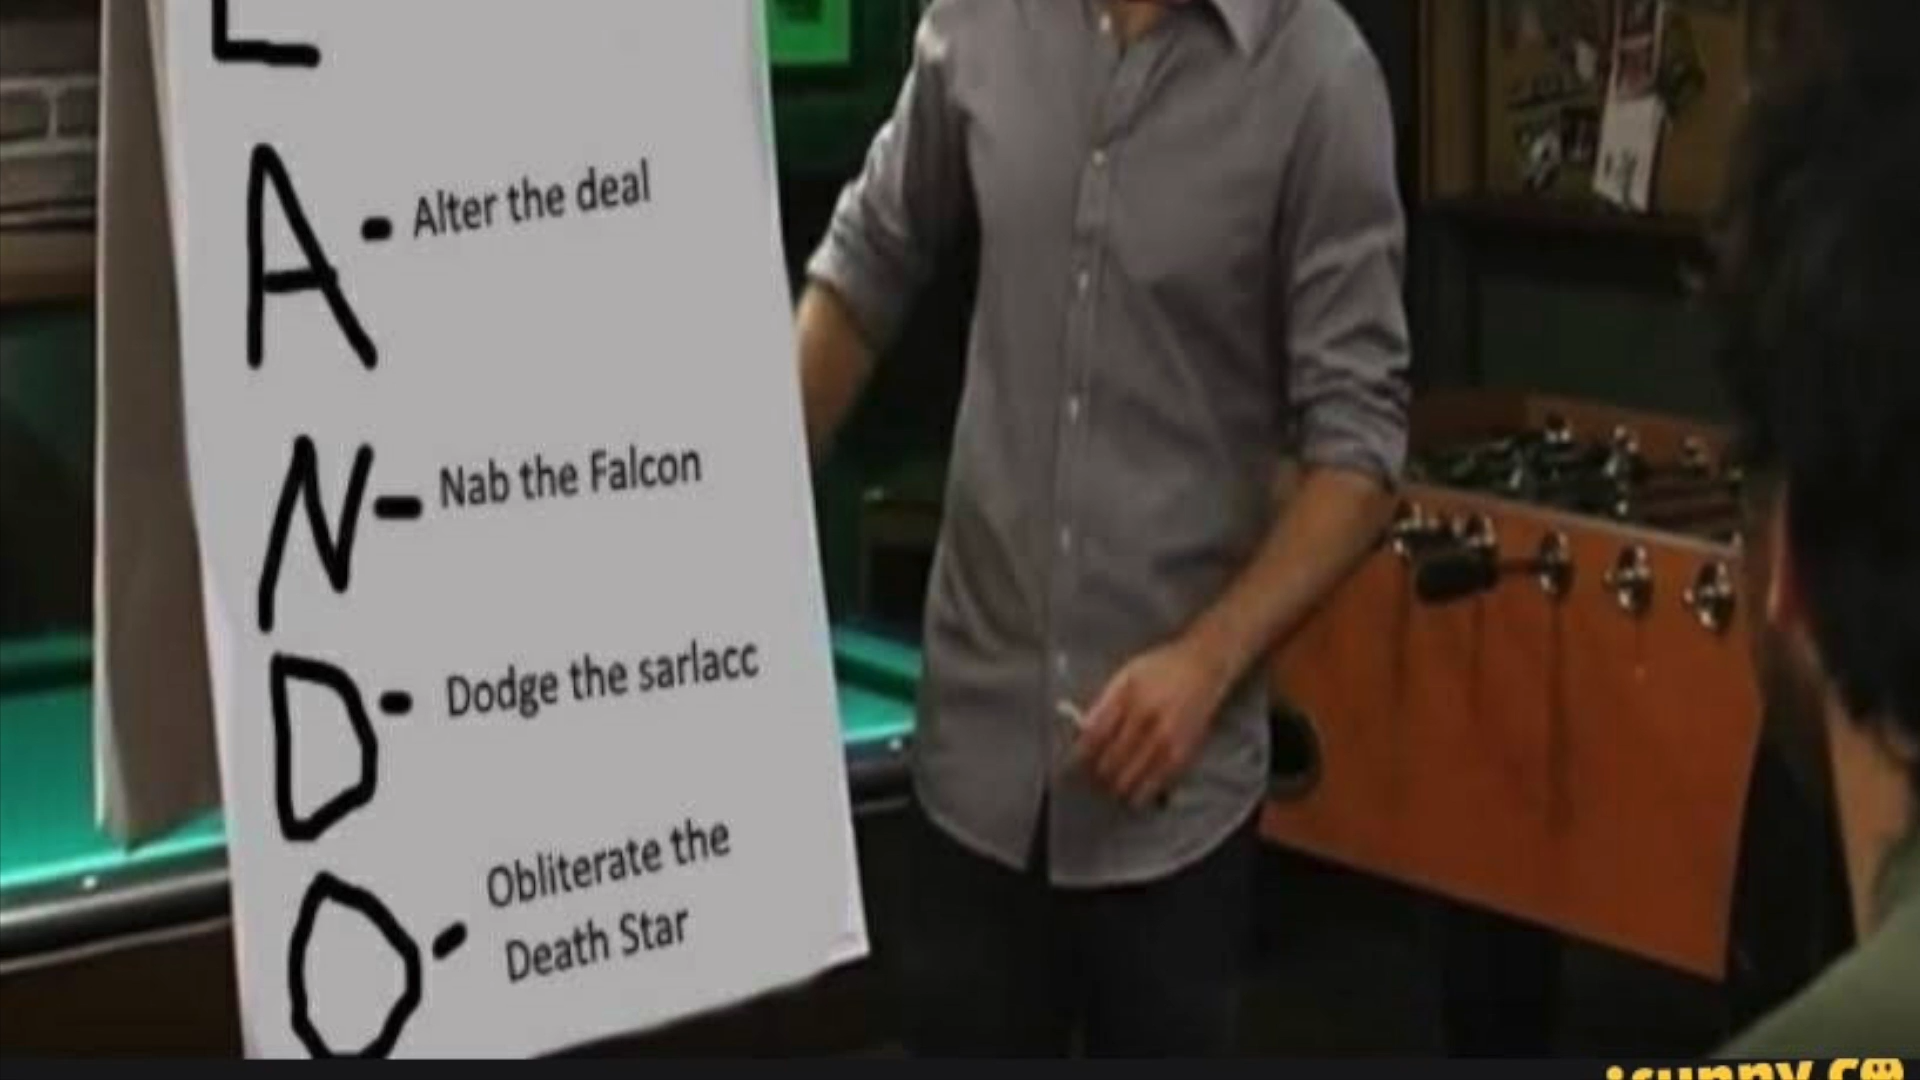 L
A - Alter the deal
N - Nab the Falcon
D - Dodge the sarlacc
O - Obliterate the
Death Star